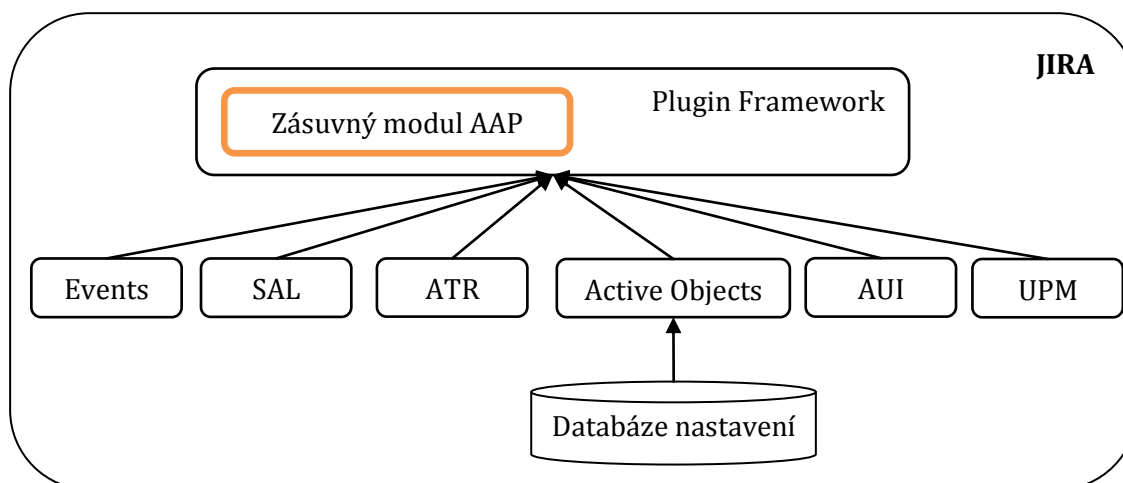 JIRA
Plugin Framework
Zásuvný modul AAP
Events
SAL
ATR
Active Objects
AUI
UPM
Databáze nastavení